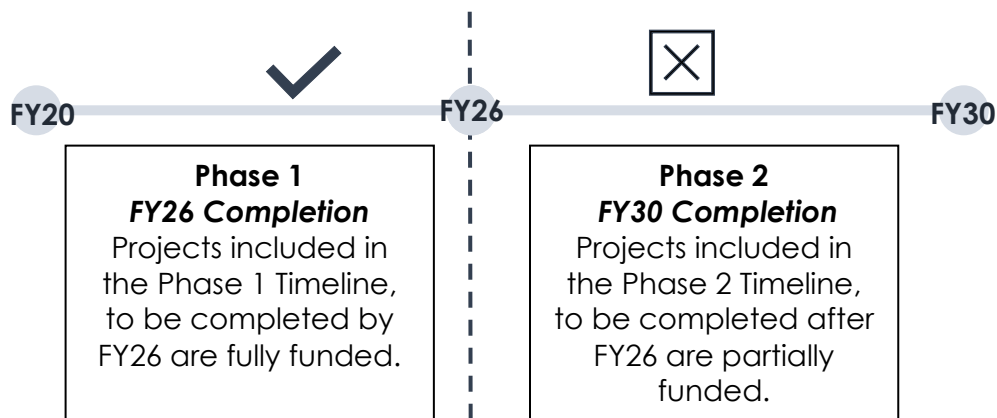 FY20
FY26
FY30
Phase 1
FY26 Completion
Projects included in
the Phase 1 Timeline,
to be completed by
FY26 are fully funded.
Phase 2
FY30 Completion
Projects included in
the Phase 2 Timeline,
to be completed after
FY26 are partially
funded.